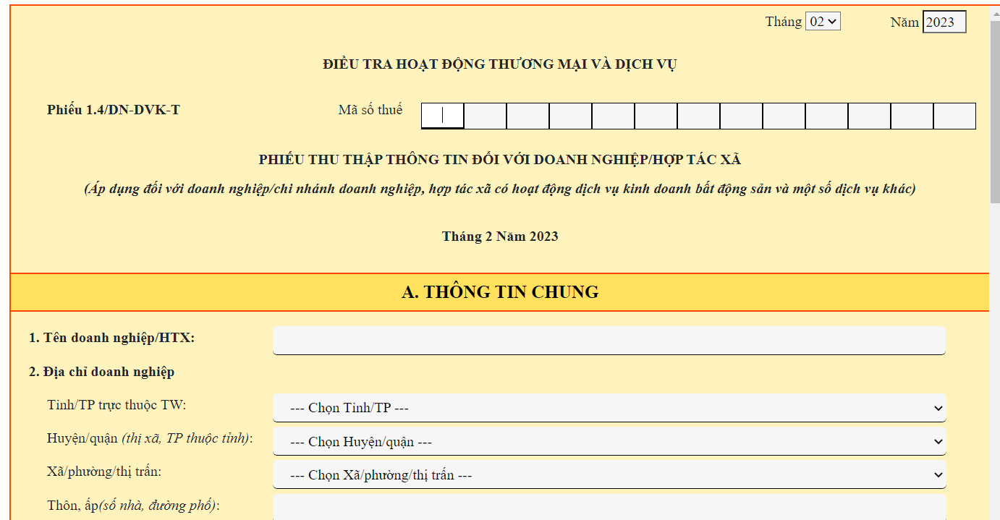 Tháng 02 Năm 2023
ĐIỀU TRA HOẠT ĐỘNG THƯƠNG MẠI VÀ DỊCH VỤ
Phiếu 1.4/DN-DVK-T Mã số thuế
PHIẾU THU THẬP THÔNG TIN ĐỐI VỚI DOANH NGHIỆP/HỢP TÁC XÃ
(Áp dụng đối với doanh nghiệp/chi nhánh doanh nghiệp, hợp tác xã có hoạt động dịch vụ kinh doanh bất động sản và một số dịch vụ khác)
Tháng 2 Năm 2023
A. THÔNG TIN CHUNG
1. Tên doanh nghiệp/HTX:
2. Địa chỉ doanh nghiệp
Tỉnh/TP trực thuộc TW: --- Chọn Tỉnh/TP ---
Huyện/quận (thị xã, TP thuộc tỉnh): --- Chọn Huyện/quận ---
Xã/phường/thị trấn: --- Chọn Xã/phường/thị trấn ---
Thôn, ấp(số nhà, đường phố):